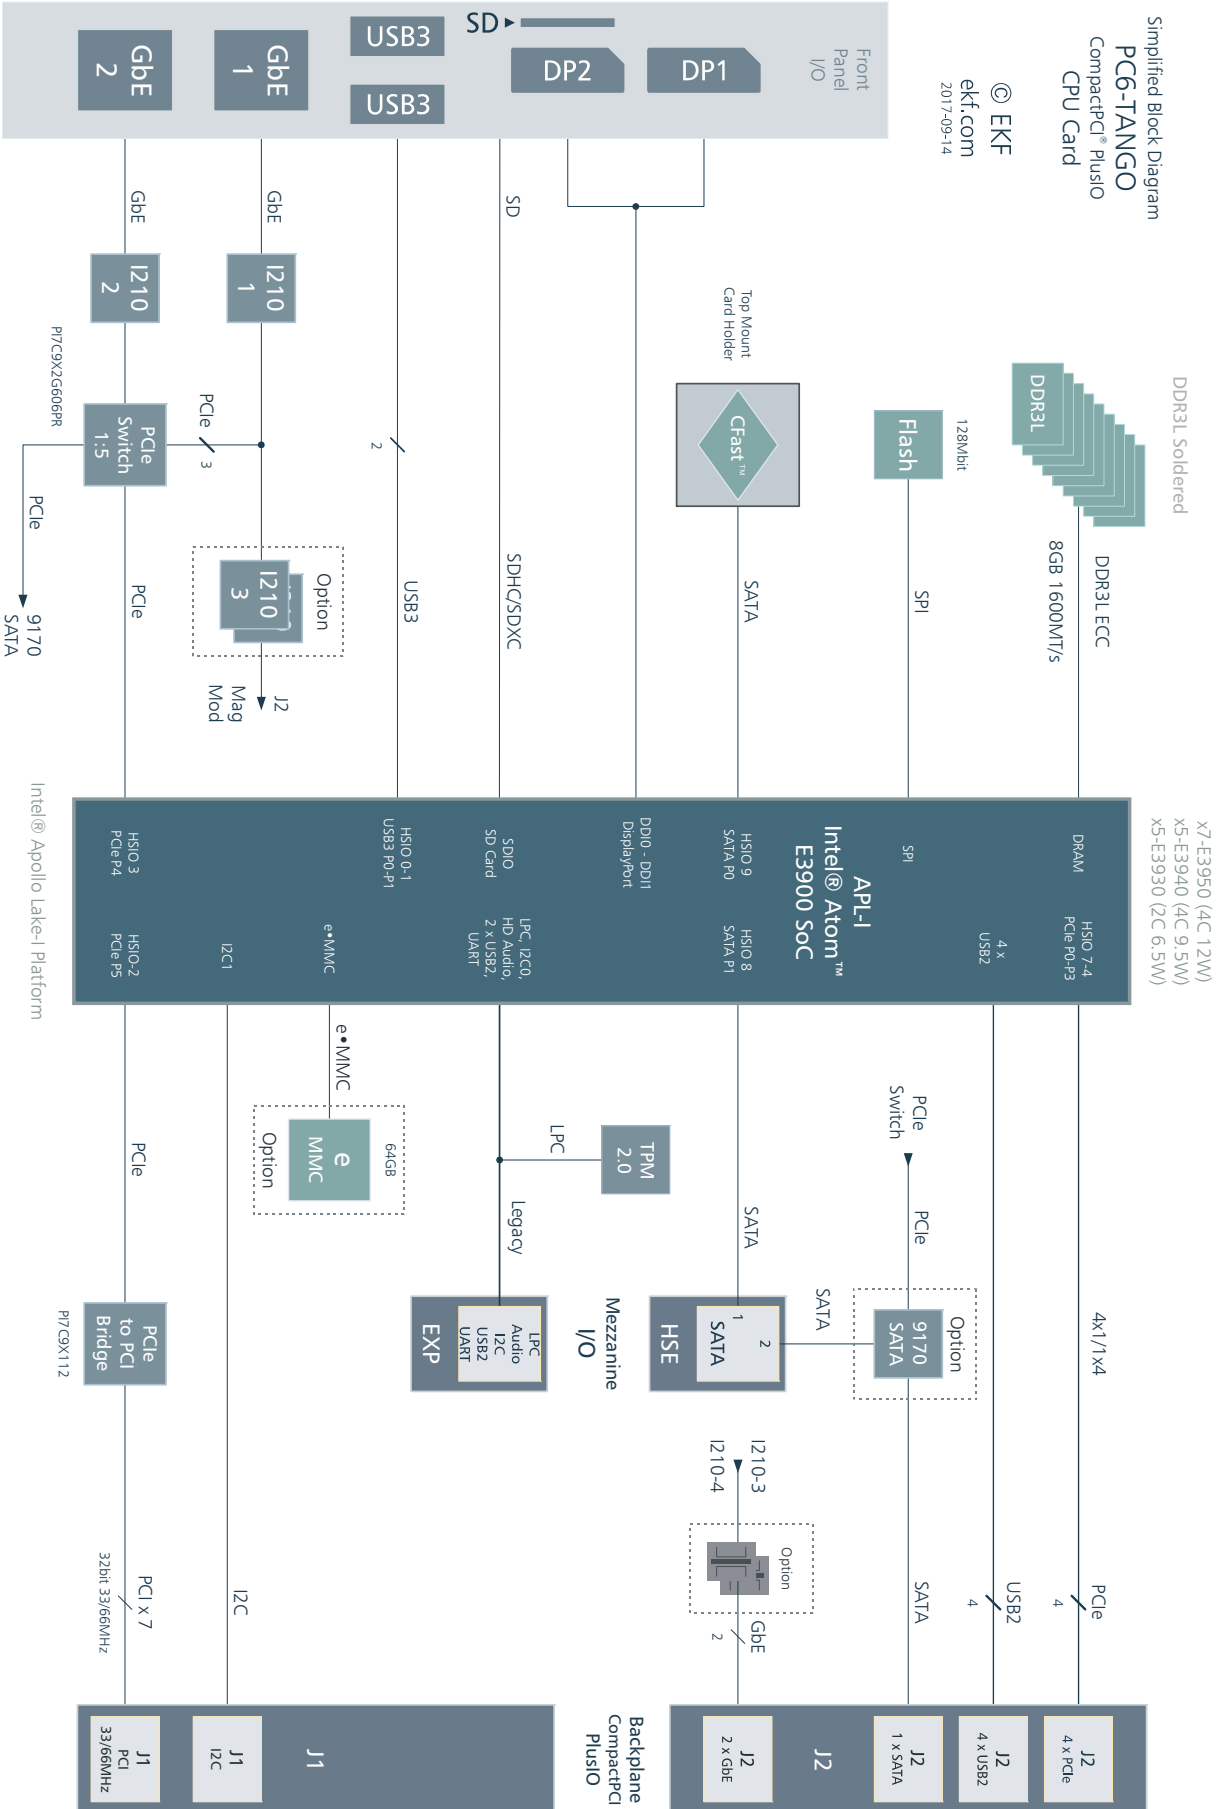 Simplified Block Diagram
PC6-TANGO
CompactPCI® PlusIO
CPU Card
© EKF
ekf.com
2017-09-14
Front
Panel
I/O
DP1
DP2
SD
USB3
USB3
GbE
1
GbE
2
SD
GbE
GbE
I210
1
I210
2
PI7C9X2G606PR
PCIe
Switch
1:5
PCIe
3
PCIe
9170
SATA
PCIe
Option
I210
3
J2
Mag
Mod
2
USB3
SDHC/SDXC
Top Mount
Card Holder
CFast™
SATA
128Mbit
Flash
SPI
DDR3L Soldered
DDR3L
DDR3L ECC
8GB 1600MT/s
x7-E3950 (4C 12W)
x5-E3940 (4C 9.5W)
x5-E3930 (2C 6.5W)
APL-I
Intel® Atom™
E3900 SoC
DRAM
SPI
HSIO 9
SATA P0
DDI0 - DDI1
DisplayPort
SDIO
SD Card
HSIO 0-1
USB3 P0-P1
HSIO 3
PCIe P4
HSIO 7-4
PCIe P0-P3
4 x
USB2
HSIO 8
SATA P1
LPC, I2C0,
HD Audio,
2 x USB2,
UART
e•MMC
I2C1
HSIO-2
PCIe P5
Intel® Apollo Lake-I Platform
4x1/1x4
PCIe
4
USB2
4
PCIe
Switch
PCIe
Option
9170
SATA
SATA
SATA
SATA
1
2
SATA
HSE
Mezzanine
I/O
TPM
2.0
LPC
Legacy
LPC
Audio
I2C
USB2
UART
EXP
e•MMC
64GB
e
MMC
Option
I210-3
I210-4
Option
GbE
2
I2C
PCIe
PCIe
to PCI
Bridge
PI7C9X112
PCI x 7
32bit 33/66MHz
Backplane
CompactPCI
PlusIO
J2
J2
4 x PCIe
J2
4 x USB2
J2
1 x SATA
J2
2 x GbE
J1
J1
I2C
J1
PCI
33/66MHz